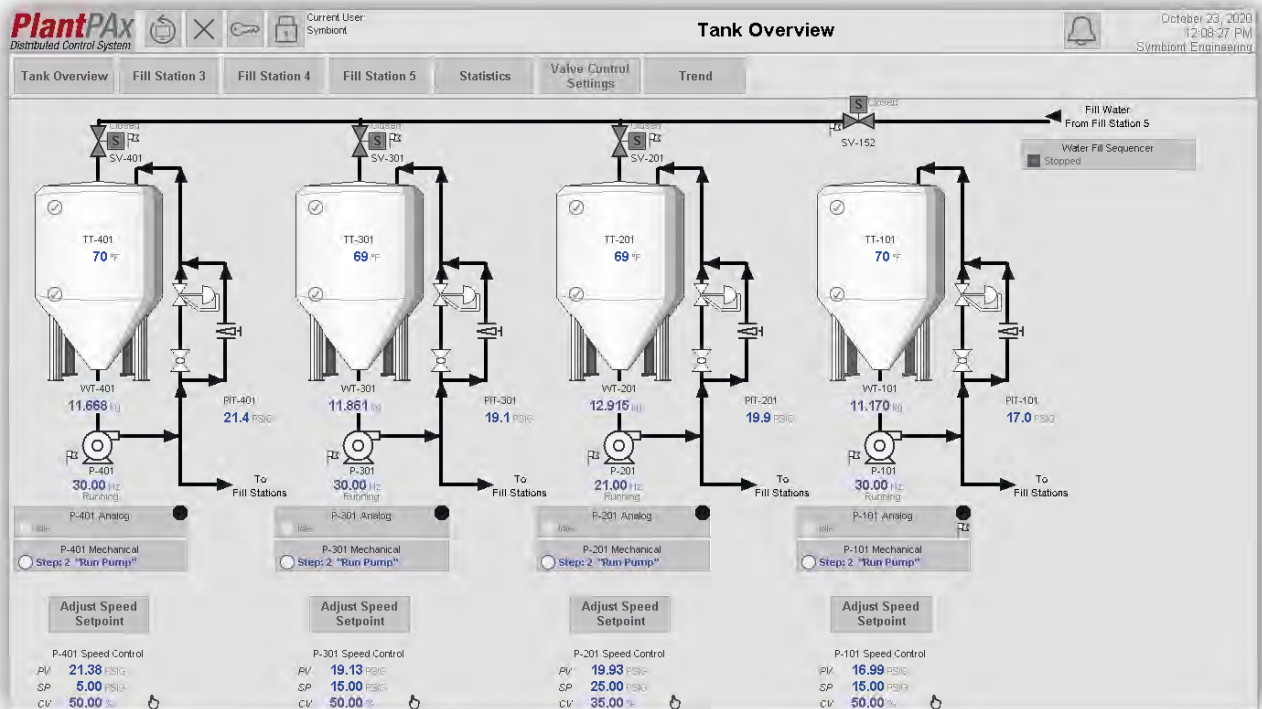 PlantPAx
Distributed Control System
Current User:
Symbiont
Tank Overview
October 23, 2020
12:08:27 PM
Symbiont Engineering
Tank Overview
Fill Station 3
Fill Station 4
Fill Station 5
Statistics
Valve Control
Settings
Trend
Closed
S
SV-401
Closed
S
SV-301
Closed
S
SV-201
S
Closed
SV-152
Fill Water
From Fill Station 5
Water Fill Sequencer
Stopped
TT-401
70 °F
TT-301
69 °F
TT-201
69 °F
TT-101
70 °F
WT-401
11.668 kg
PIT-401
21.4 PSIG
WT-301
11.861 kg
PIT-301
19.1 PSIG
WT-201
12.915 kg
PIT-201
19.9 PSIG
WT-101
11.170 kg
PIT-101
17.0 PSIG
P-401
30.00 Hz
Running
To
Fill Stations
P-301
30.00 Hz
Running
To
Fill Stations
P-201
21.00 Hz
Running
To
Fill Stations
P-101
30.00 Hz
Running
To
Fill Stations
P-401 Analog
Idle
P-301 Analog
Idle
P-201 Analog
Idle
P-101 Analog
Idle
P-401 Mechanical
Step: 2 "Run Pump"
P-301 Mechanical
Step: 2 "Run Pump"
P-201 Mechanical
Step: 2 "Run Pump"
P-101 Mechanical
Step: 2 "Run Pump"
Adjust Speed
Setpoint
Adjust Speed
Setpoint
Adjust Speed
Setpoint
Adjust Speed
Setpoint
P-401 Speed Control
PV 21.38 PSIG
SP 5.00 PSIG
CV 50.00 %
P-301 Speed Control
PV 19.13 PSIG
SP 15.00 PSIG
CV 50.00 %
P-201 Speed Control
PV 19.93 PSIG
SP 25.00 PSIG
CV 35.00 %
P-101 Speed Control
PV 16.99 PSIG
SP 15.00 PSIG
CV 50.00 %